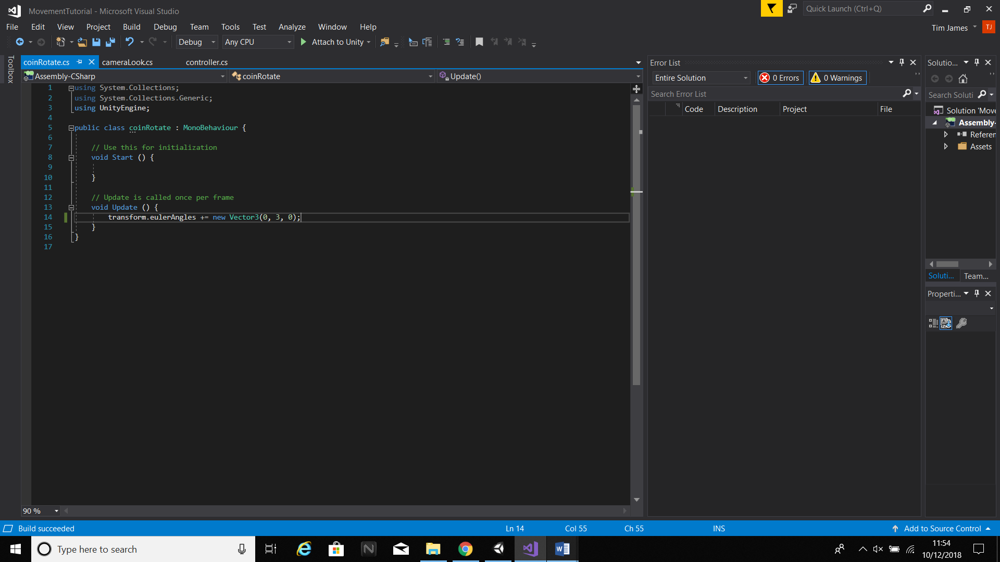 MovementTutorial - Microsoft Visual Studio
Quick Launch (Ctrl+Q)
File Edit View Project Build Debug Team Tools Test Analyze Window Help
Tim James TJ
Debug Any CPU Attach to Unity
Toolbox
coinRotate.cs cameraLook.cs controller.cs
Assembly-CSharp coinRotate Update()
1 using System.Collections;
2 using System.Collections.Generic;
3 using UnityEngine;
4
5 public class coinRotate : MonoBehaviour {
6
7 // Use this for initialization
8 void Start () {
9
10 }
11
12 // Update is called once per frame
13 void Update () {
14 transform.eulerAngles += new Vector3(0, 3, 0);
15 }
16 }
17
90 %
Error List
Entire Solution 0 Errors 0 Warnings
Search Error List
Code Description Project File
Solutio...
Search Soluti
Solution 'Move
Assembly-
Referen
Assets
Soluti... Team...
Properti...
Build succeeded Ln 14 Col 55 Ch 55 INS Add to Source Control
Type here to search
11:54
10/12/2018